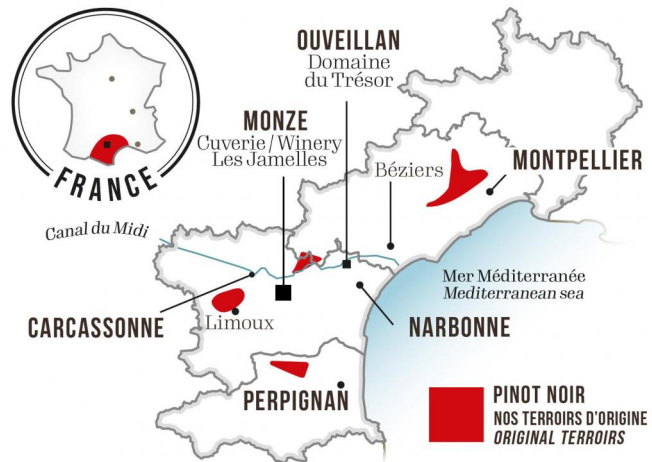 FRANCE
OUVEILLAN
Domaine
du Trésor
MONZE
Cuverie / Winery
Les Jamelles
Béziers
MONTPELLIER
Canal du Midi
Mer Méditerranée
Mediterranean sea
CARCASSONNE
Limoux
NARBONNE
PERPIGNAN
PINOT NOIR
NOS TERROIRS D'ORIGINE
ORIGINAL TERROIRS